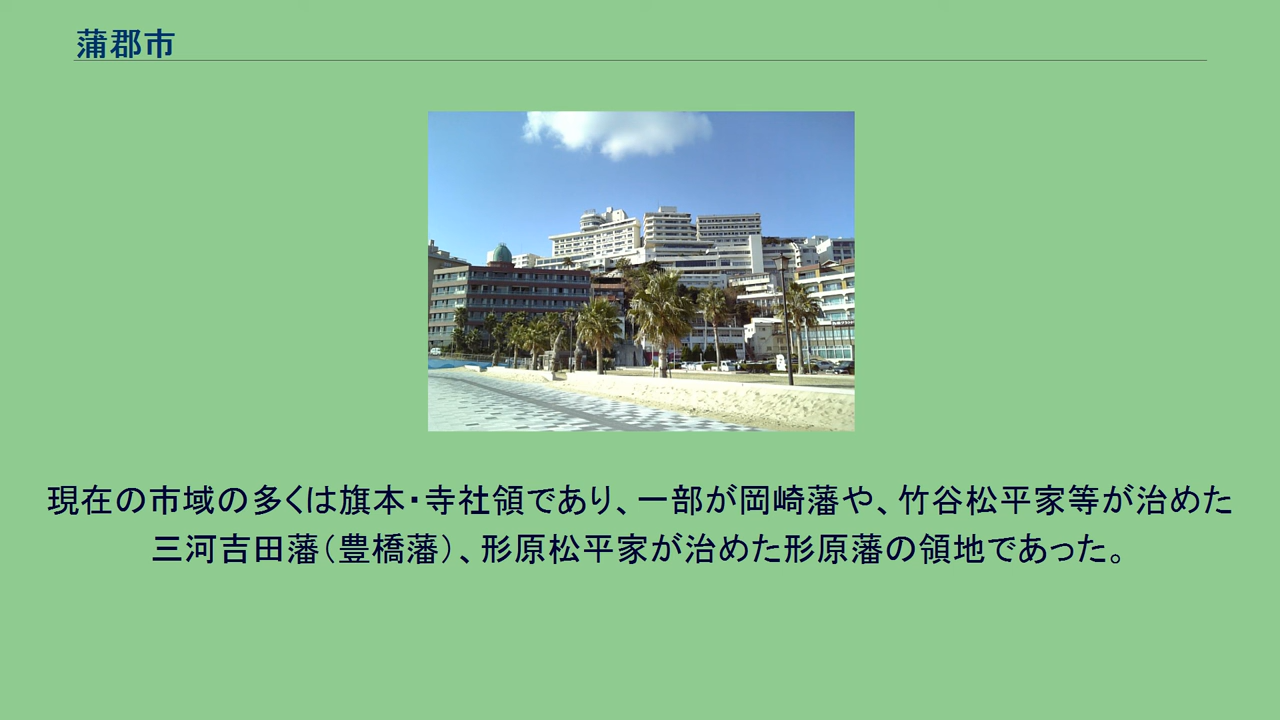 蒲郡市
現在の市域の多くは旗本・寺社領であり、一部が岡崎藩や、竹谷松平家等が治めた
三河吉田藩（豊橋藩）、形原松平家が治めた形原藩の領地であった。